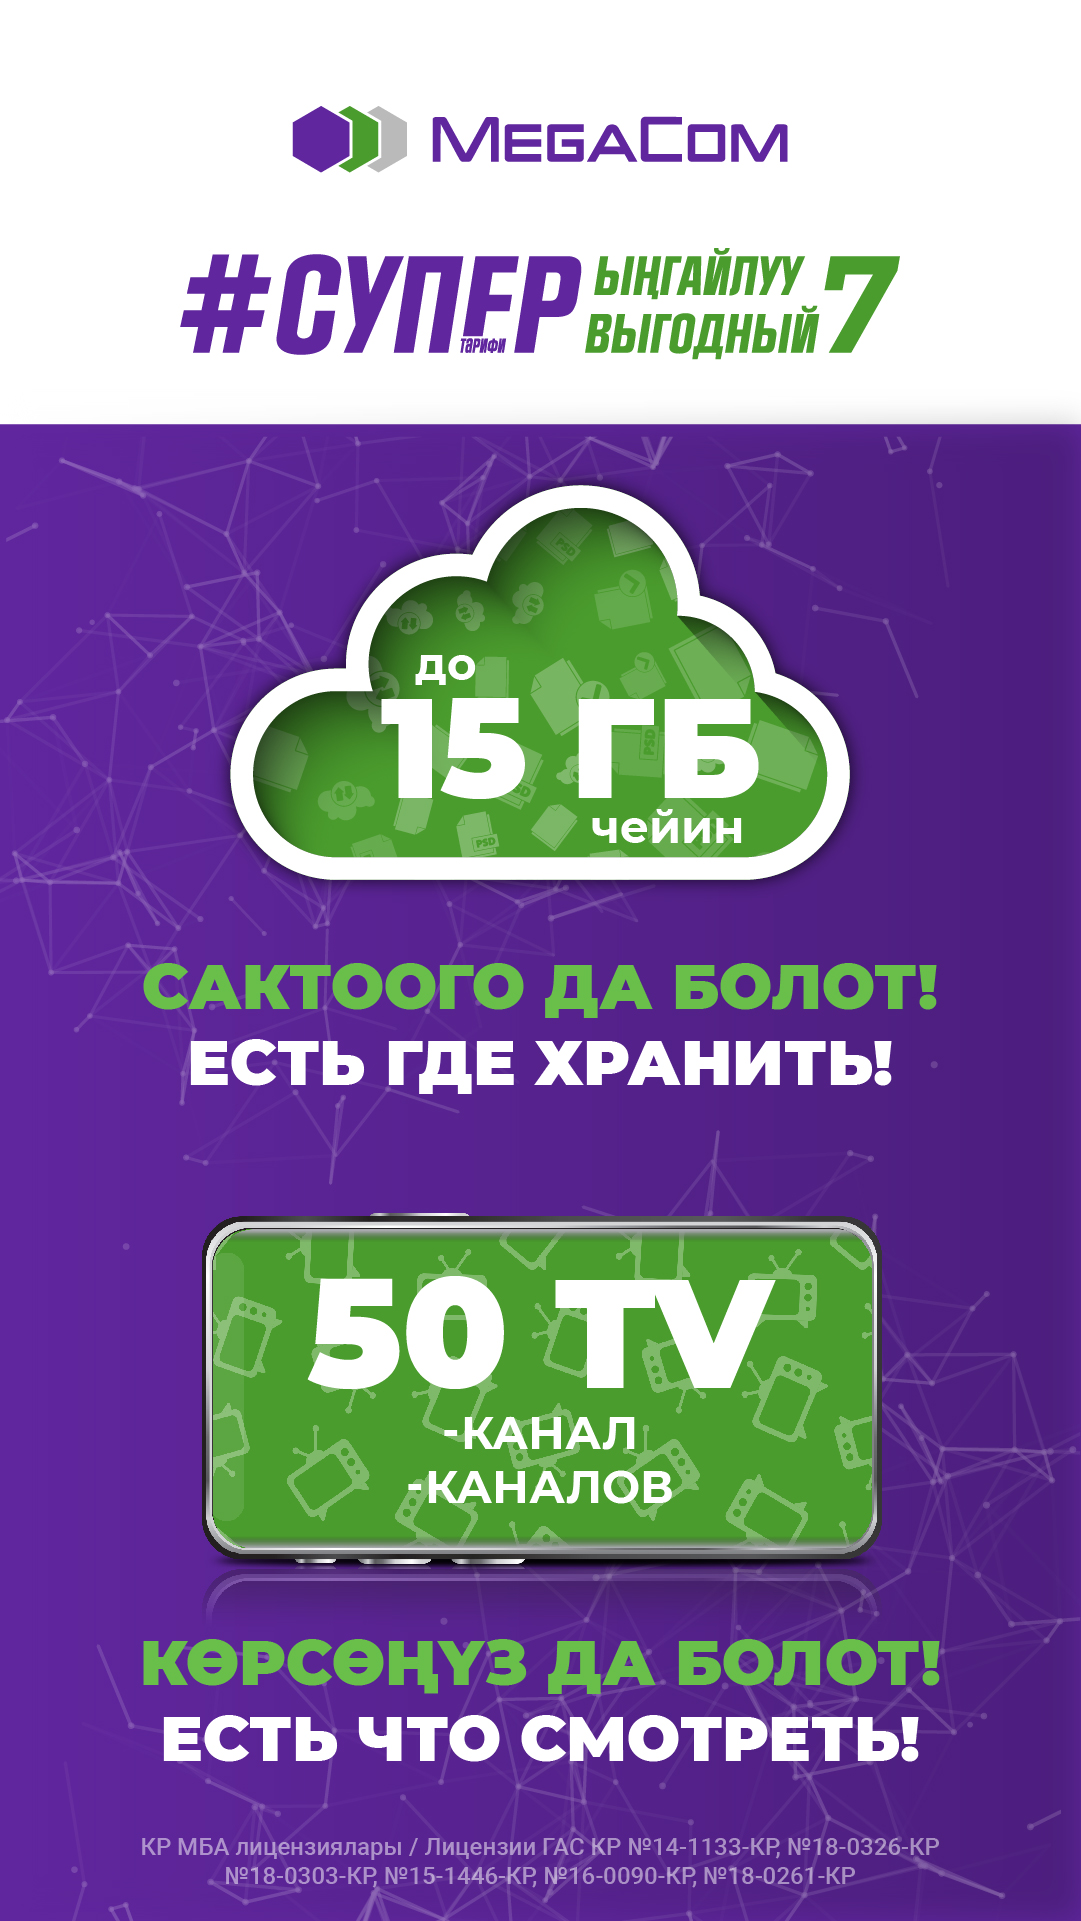 MEGACOM
#СУПЕР ЫҢГАЙЛУУ 7
ТАРИФИ ВЫГОДНЫЙ
до
15 ГБ
чейин
САКТООГО ДА БОЛОТ!
ЕСТЬ ГДЕ ХРАНИТЬ!
50 TV
-КАНАЛ
-КАНАЛОВ
КӨРСӨҢҮЗ ДА БОЛОТ!
ЕСТЬ ЧТО СМОТРЕТЬ!
КР МБА лицензиялары / Лицензии ГАС КР №14-1133-КР, №18-0326-КР
№18-0303-КР, №15-1446-КР, №16-0090-КР, №18-0261-КР